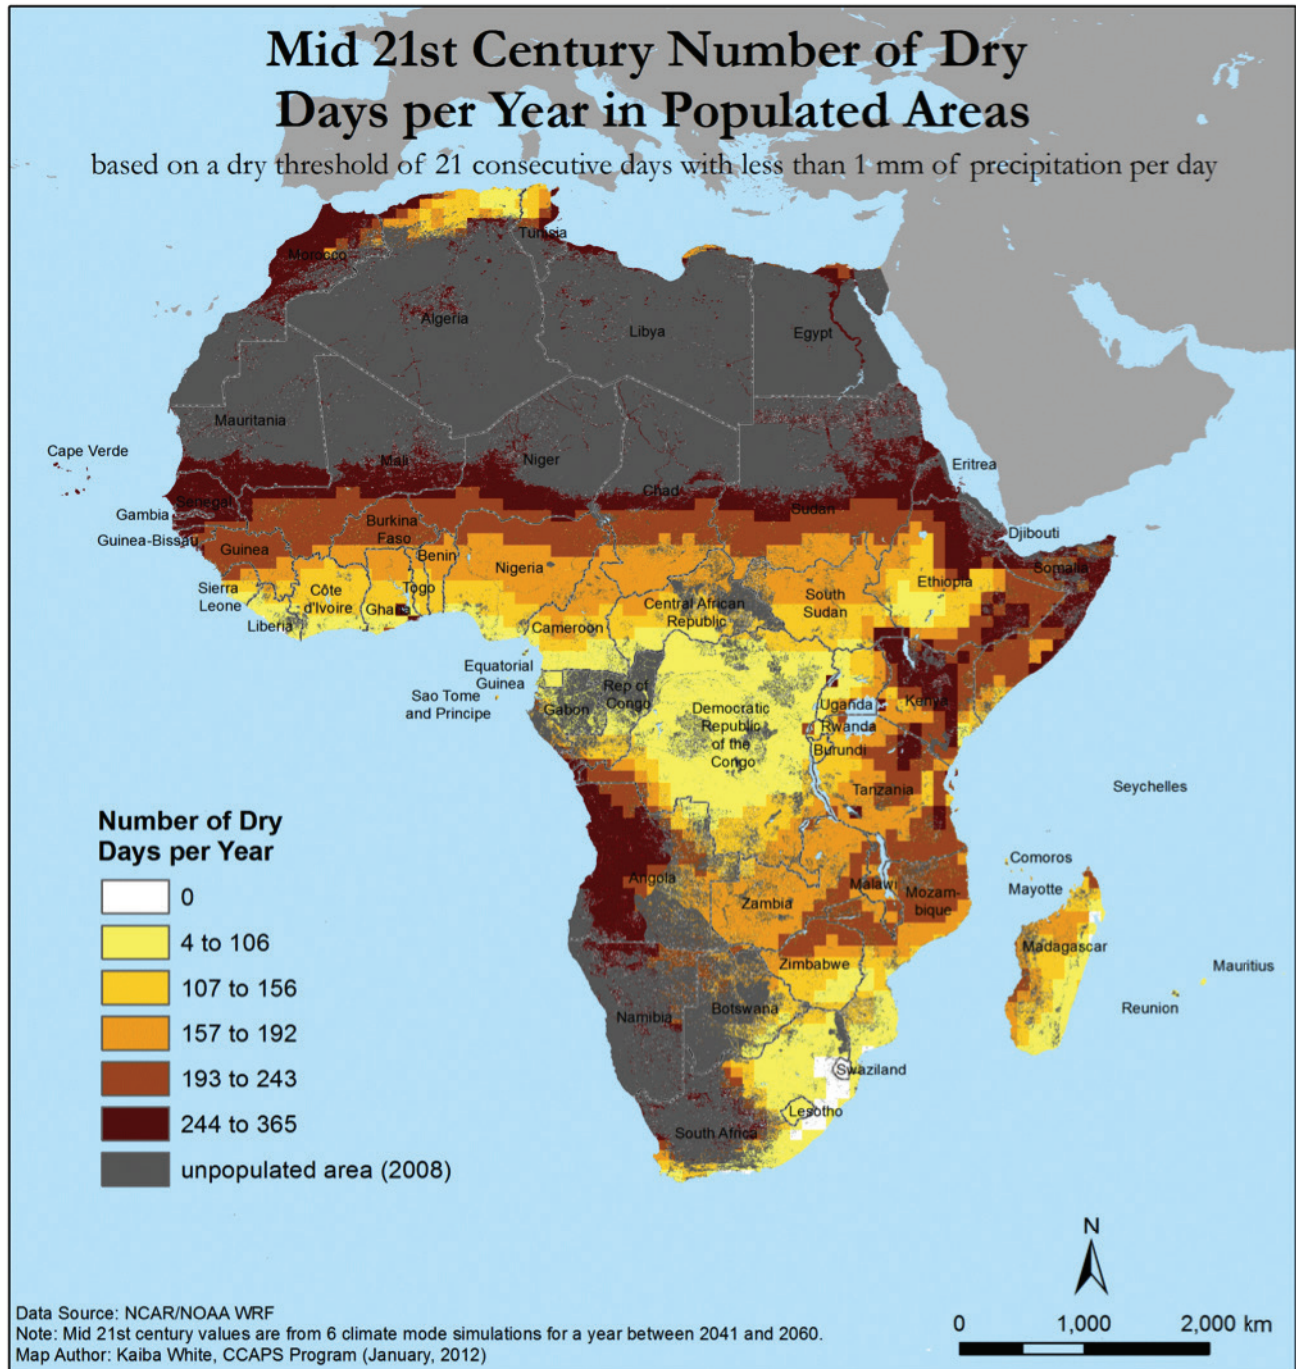 Mid 21st Century Number of Dry
Days per Year in Populated Areas
based on a dry threshold of 21 consecutive days with less than 1 mm of precipitation per day
Tunisia
Morocco
Algeria
Libya
Egypt
Mauritania
Mali
Niger
Chad
Sudan
Eritrea
Cape Verde
Senegal
Gambia
Guinea-Bissau
Guinea
Burkina
Faso
Benin
Nigeria
Djibouti
Somalia
Ethiopia
Sierra
Leone
Côte
d'Ivoire
Togo
Ghana
Liberia
Cameroon
Central African
Republic
South
Sudan
Equatorial
Guinea
Sao Tome
and Principe
Gabon
Rep of
Congo
Democratic
Republic
of the
Congo
Uganda
Rwanda
Burundi
Kenya
Tanzania
Seychelles
Comoros
Mayotte
Angola
Zambia
Malawi
Mozam-
bique
Madagascar
Mauritius
Reunion
Zimbabwe
Botswana
Namibia
Swaziland
Lesotho
South Africa
Number of Dry
Days per Year
0
4 to 106
107 to 156
157 to 192
193 to 243
244 to 365
unpopulated area (2008)
N
0 1,000 2,000 km
Data Source: NCAR/NOAA WRF
Note: Mid 21st century values are from 6 climate mode simulations for a year between 2041 and 2060.
Map Author: Kaiba White, CCAPS Program (January, 2012)